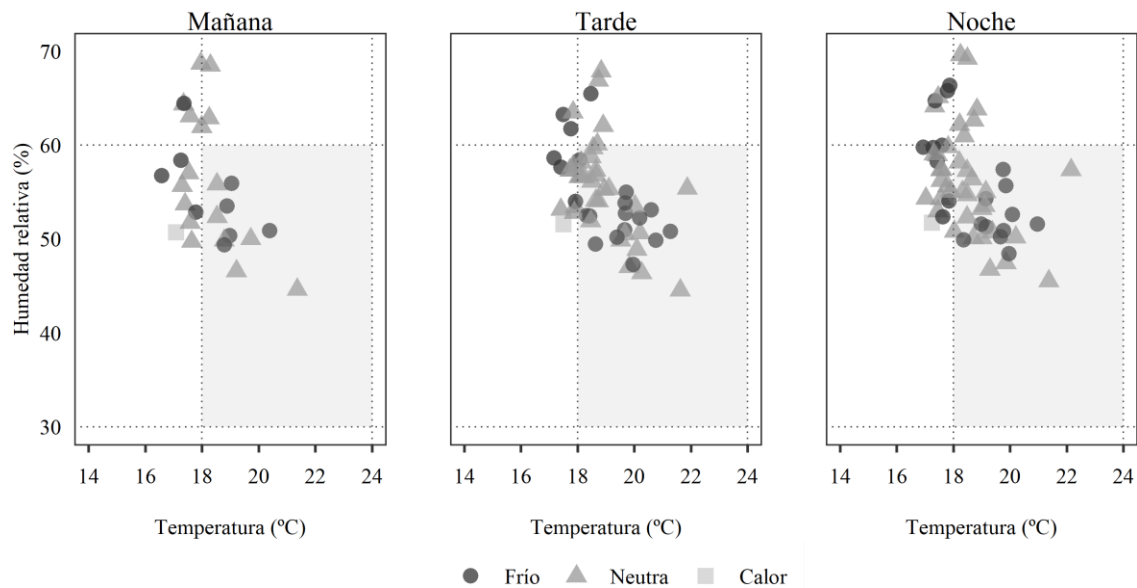 Mañana Tarde Noche
Humedad relativa (%)
70
60
50
40
30
14 16 18 20 22 24 14 16 18 20 22 24 14 16 18 20 22 24
Temperatura (ºC) Temperatura (ºC) Temperatura (ºC)
Frío Neutra Calor